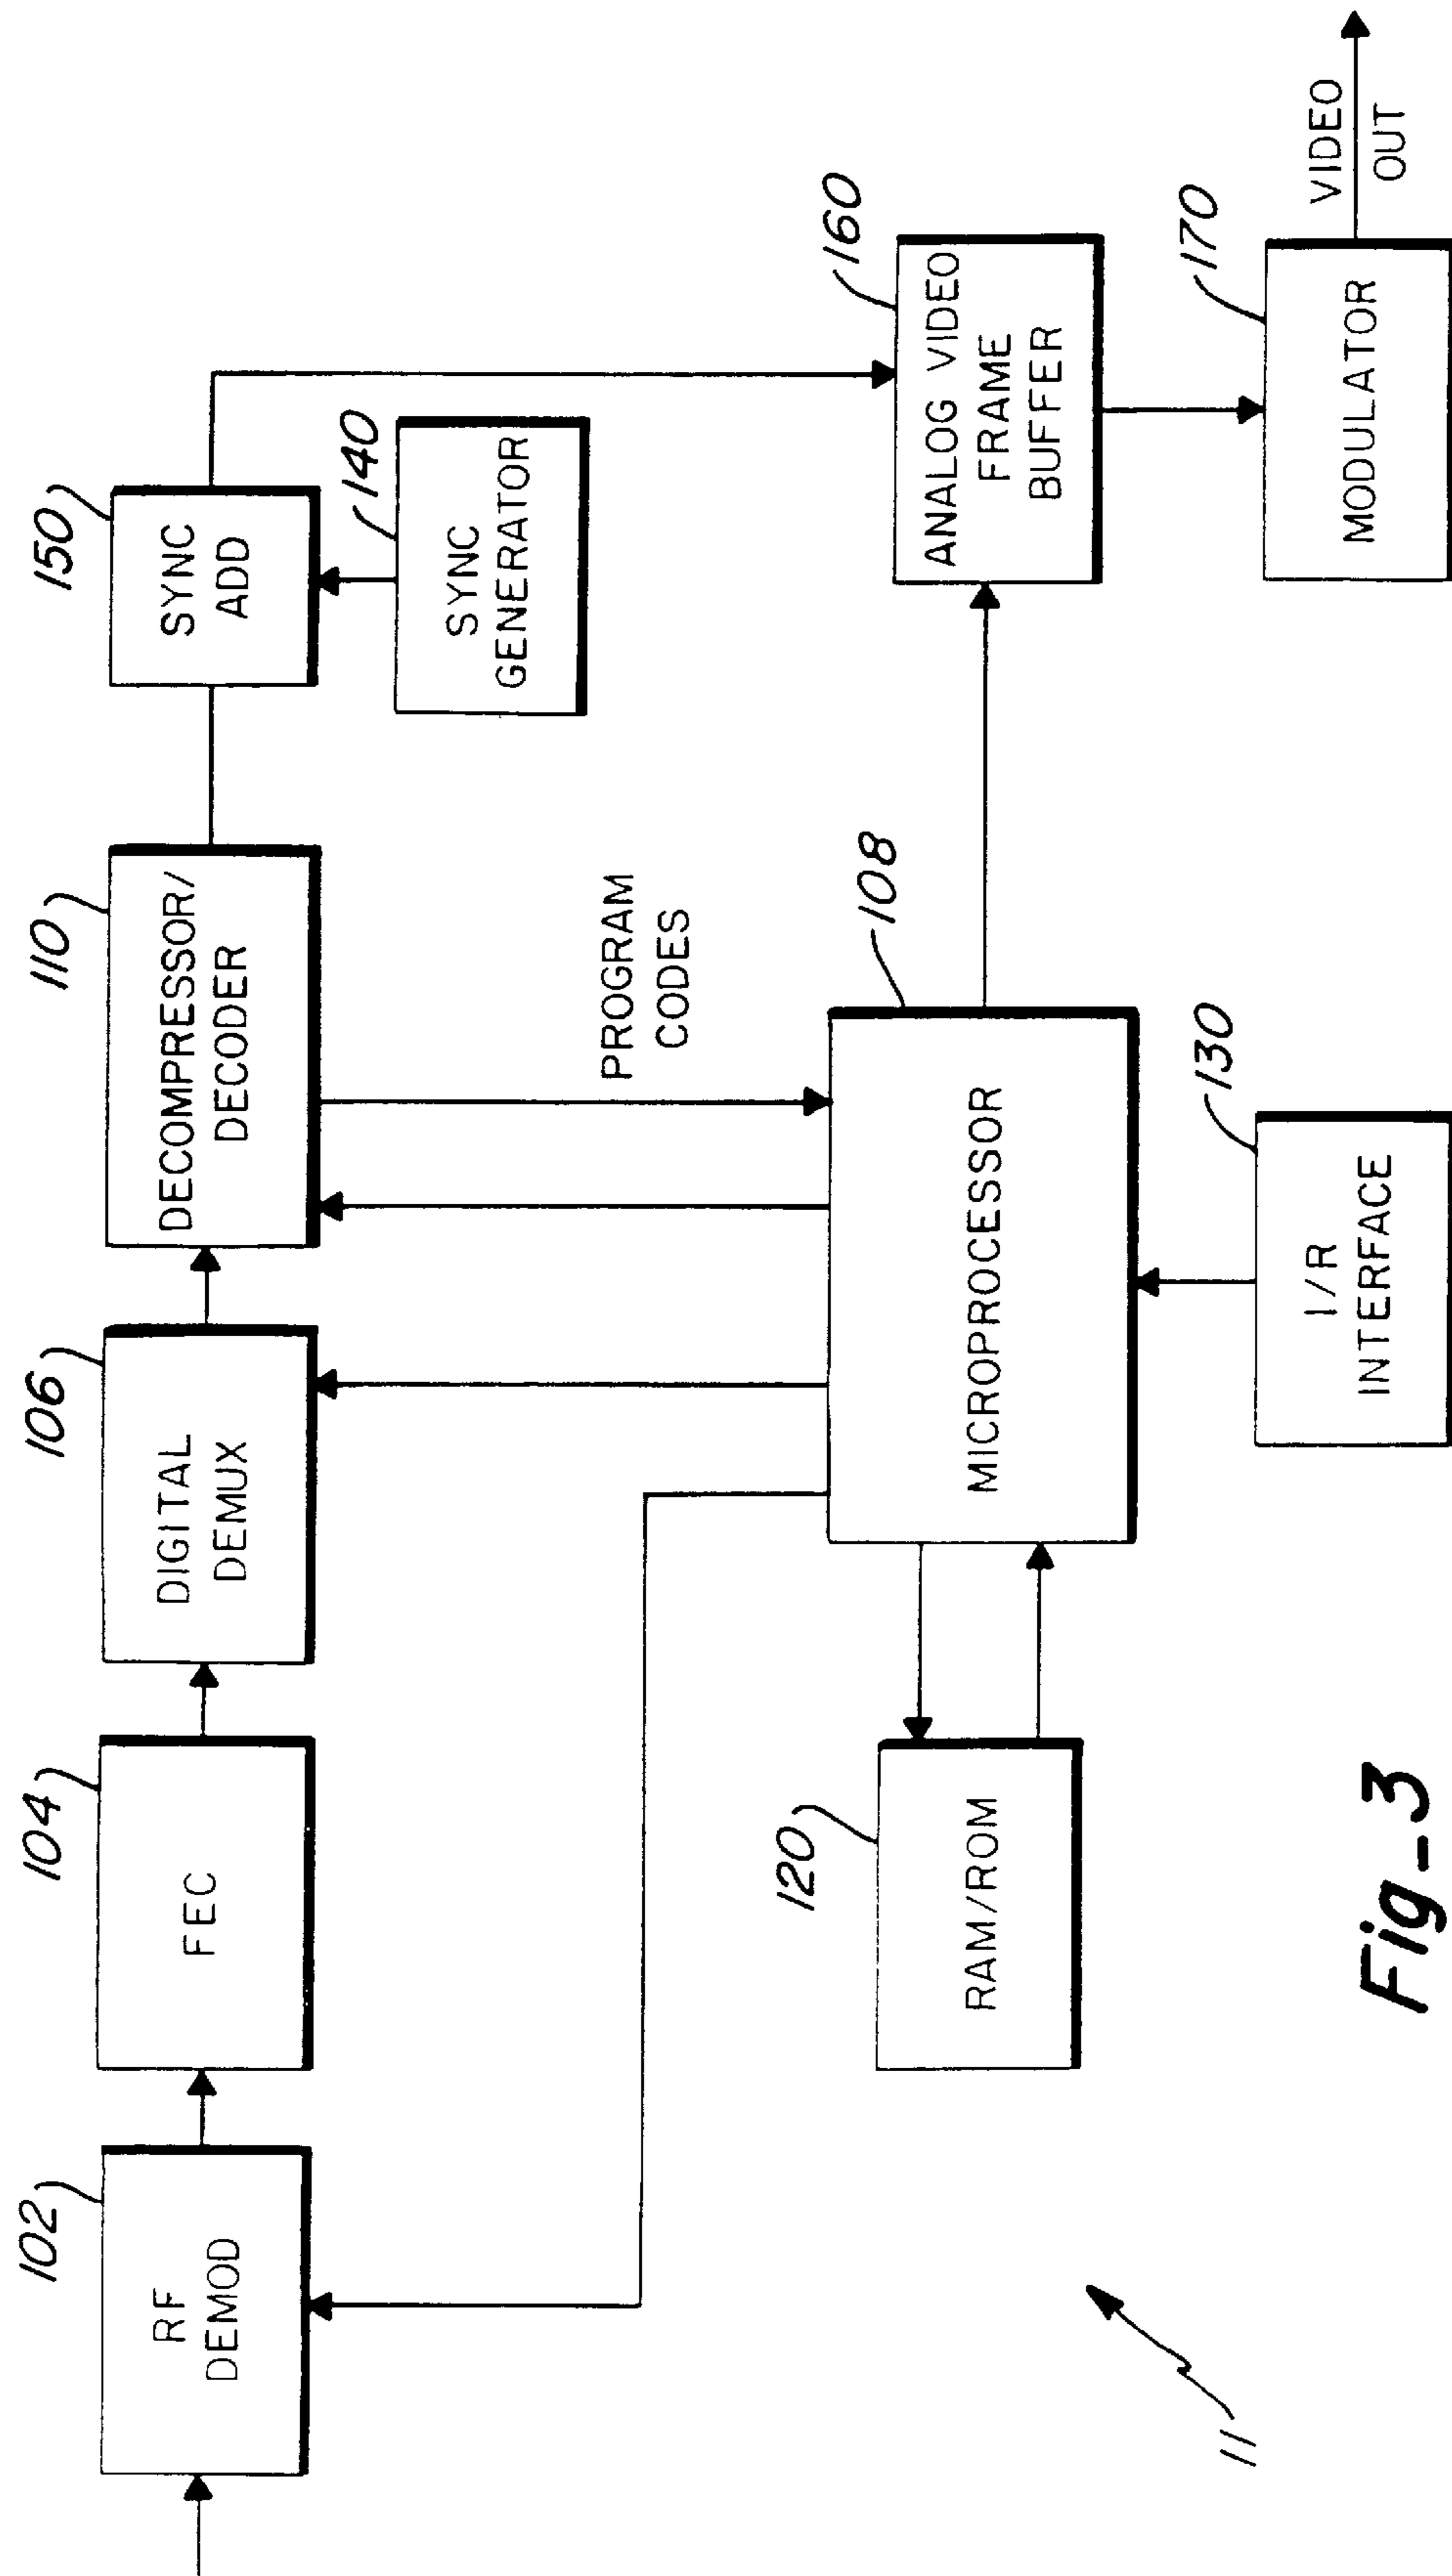 102
RF
DEMOD
104
FEC
106
DIGITAL
DEMUX
110
DECOMPRESSOR/
DECODER
150
SYNC
ADD
140
SYNC
GENERATOR
PROGRAM
CODES
120
RAM/ROM
108
MICROPROCESSOR
160
ANALOG VIDEO
FRAME
BUFFER
130
I/R
INTERFACE
170
MODULATOR
VIDEO
OUT
11
Fig_3